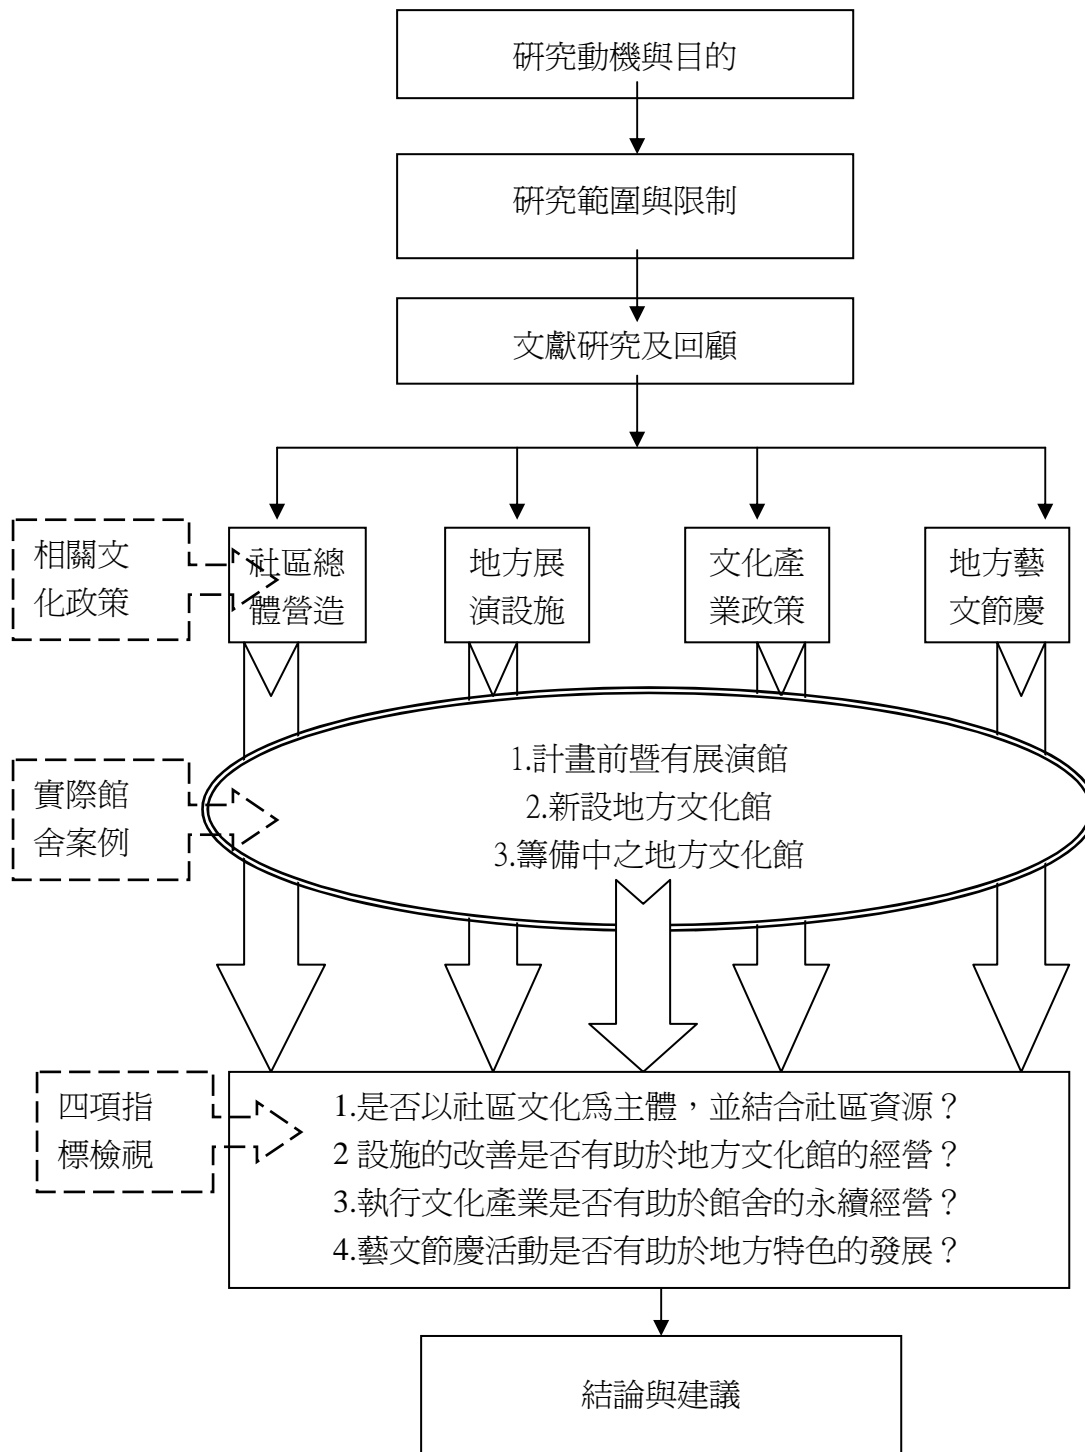 研究動機與目的
研究範圍與限制
文獻研究及回顧
相關文
化政策
社區總
體營造
地方展
演設施
文化產
業政策
地方藝
文節慶
實際館
舍案例
1.計畫前暨有展演館
2.新設地方文化館
3.籌備中之地方文化館
四項指
標檢視
1.是否以社區文化為主體，並結合社區資源？
2 設施的改善是否有助於地方文化館的經營？
3.執行文化產業是否有助於館舍的永續經營？
4.藝文節慶活動是否有助於地方特色的發展？
結論與建議